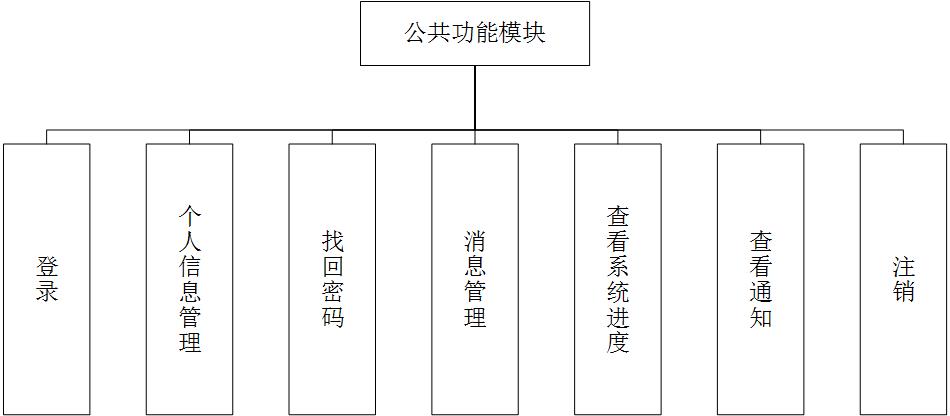 公共功能模块
登录
个人信息管理
找回密码
消息管理
查看系统进度
查看通知
注销